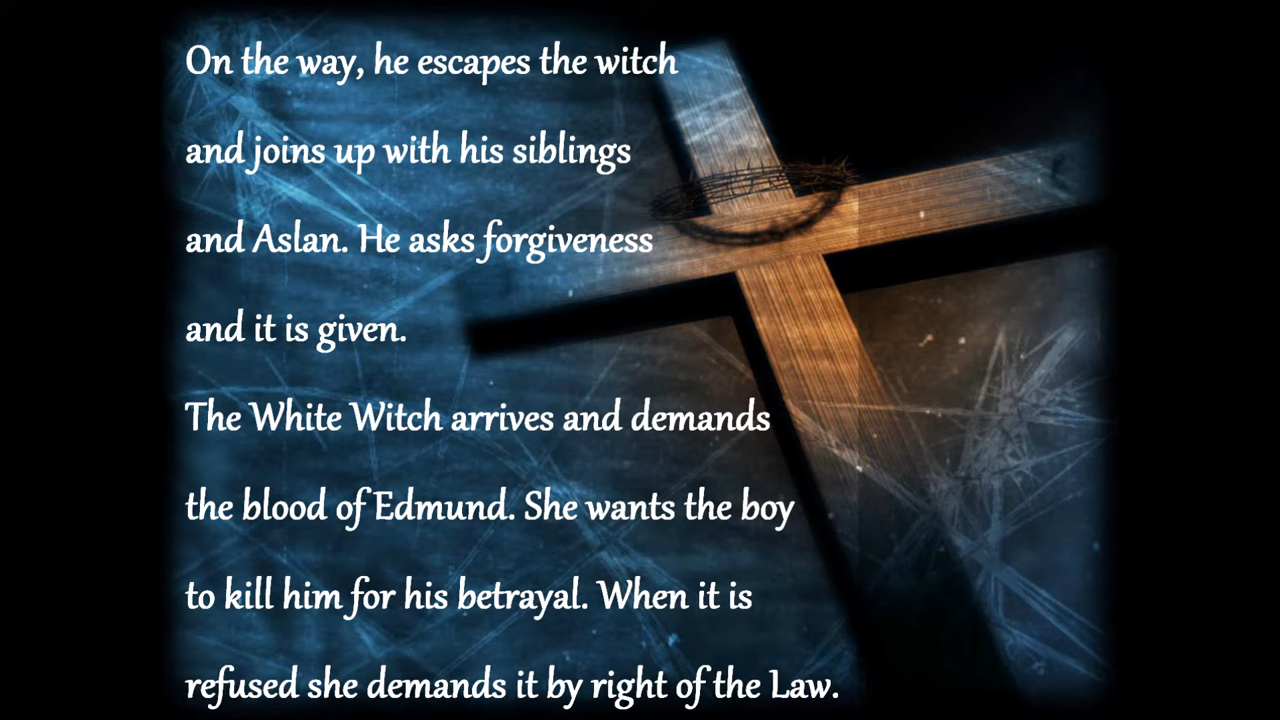 On the way, he escapes the witch
and joins up with his siblings
and Aslan. He asks forgiveness
and it is given.
The White Witch arrives and demands
the blood of Edmund. She wants the boy
to kill him for his betrayal. When it is
refused she demands it by right of the Law.